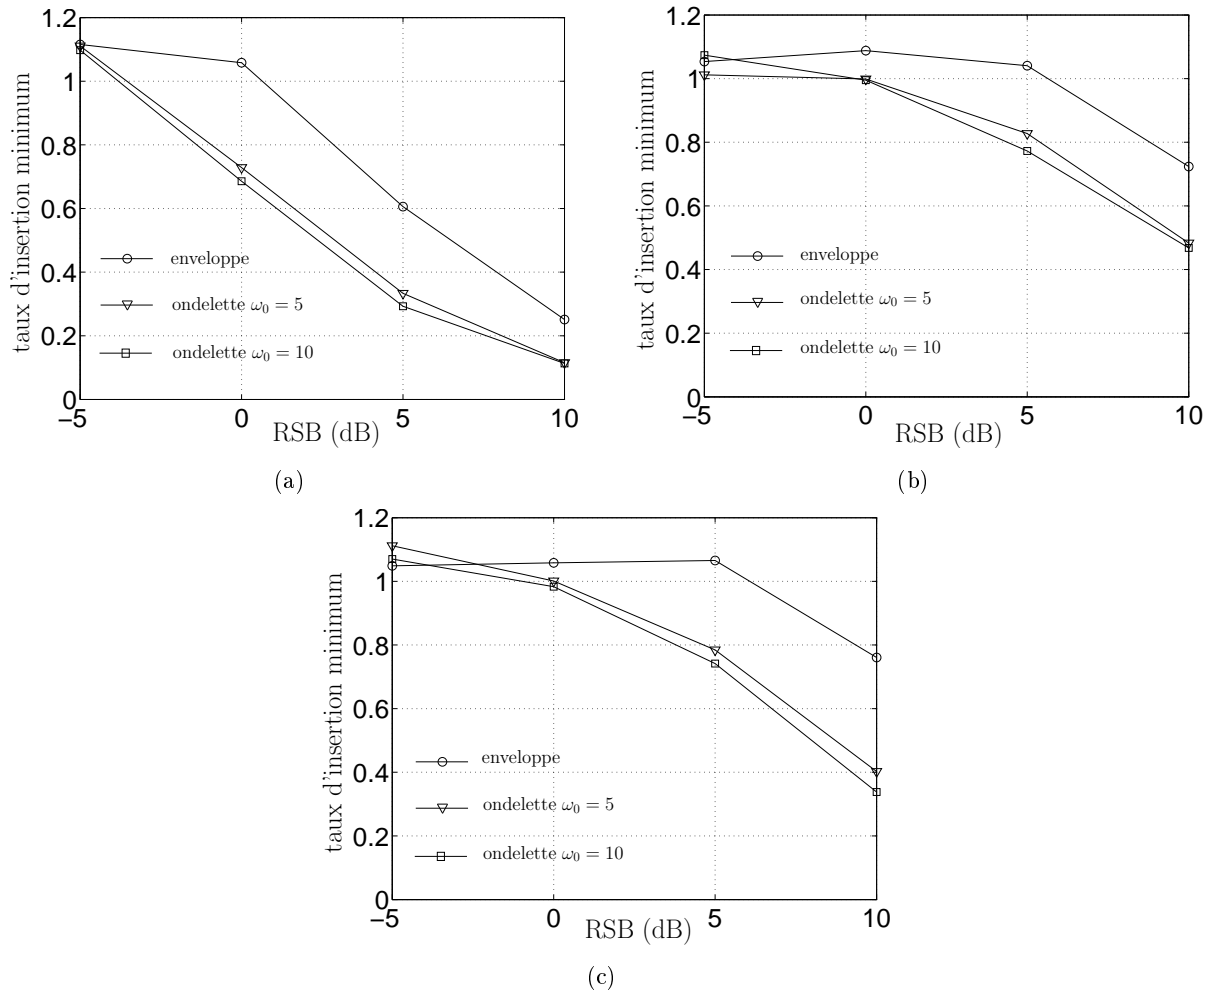 1.2
1
0.8
0.6
0.4
0.2
0
−5
0
5
10
taux d'insertion minimum
RSB (dB)
enveloppe
ondelette ω₀ = 5
ondelette ω₀ = 10
(a)
1.2
1
0.8
0.6
0.4
0.2
0
−5
0
5
10
taux d'insertion minimum
RSB (dB)
enveloppe
ondelette ω₀ = 5
ondelette ω₀ = 10
(b)
1.2
1
0.8
0.6
0.4
0.2
0
−5
0
5
10
taux d'insertion minimum
RSB (dB)
enveloppe
ondelette ω₀ = 5
ondelette ω₀ = 10
(c)